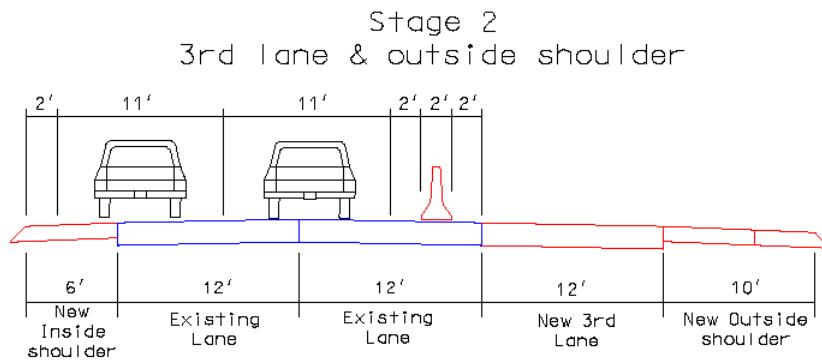 Stage 2
3rd lane & outside shoulder
2' 11' 11' 2' 2' 2'
6' 12' 12' 12' 10'
New Inside shoulder
Existing Lane
Existing Lane
New 3rd Lane
New Outside shoulder